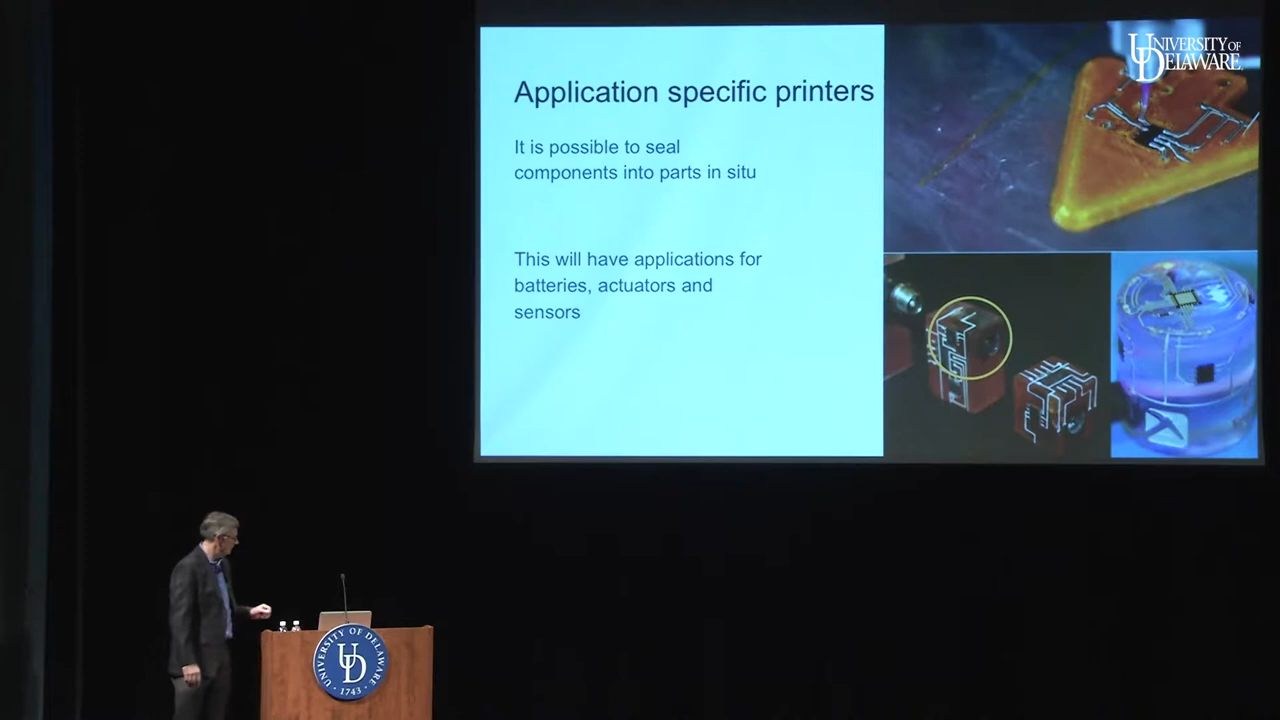 Application specific printers
It is possible to seal
components into parts in situ
This will have applications for
batteries, actuators and
sensors
UNIVERSITY OF
DELAWARE
UNIVERSITY OF DELAWARE
UD
1743